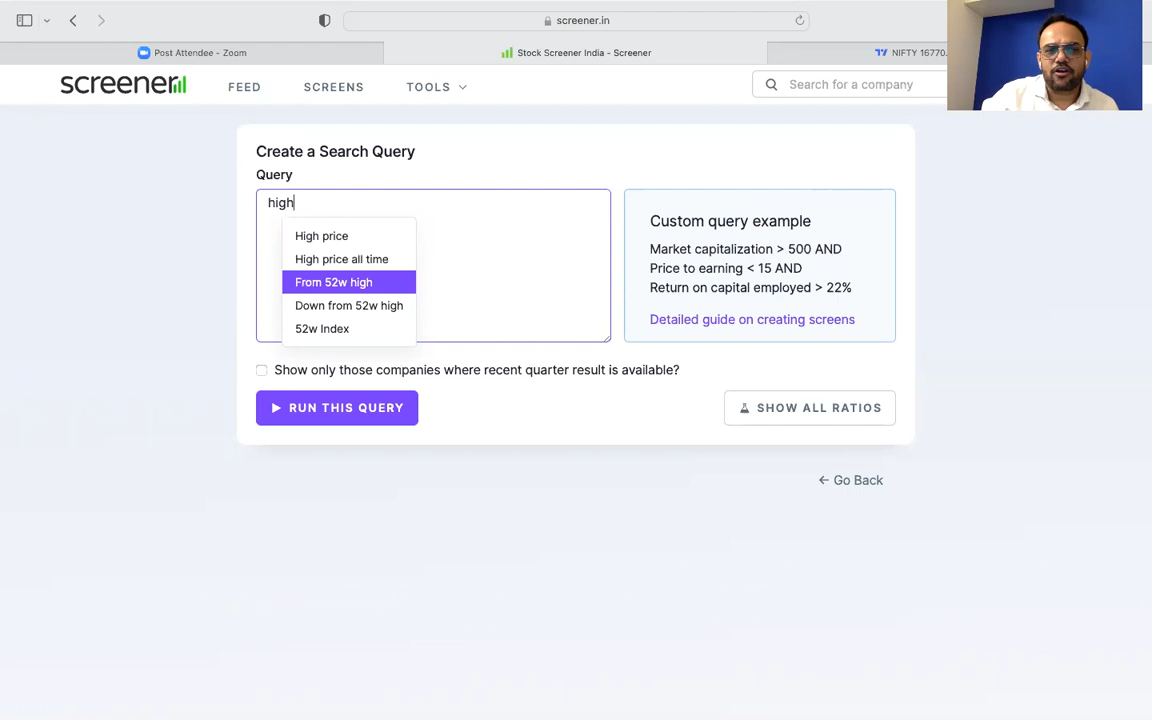 screener.in
Post Attendee - Zoom
Stock Screener India - Screener
NIFTY 16770.
screener
FEED
SCREENS
TOOLS
Search for a company
Create a Search Query
Query
high
High price
High price all time
From 52w high
Down from 52w high
52w Index
Custom query example
Market capitalization > 500 AND
Price to earning < 15 AND
Return on capital employed > 22%
Detailed guide on creating screens
Show only those companies where recent quarter result is available?
RUN THIS QUERY
SHOW ALL RATIOS
← Go Back